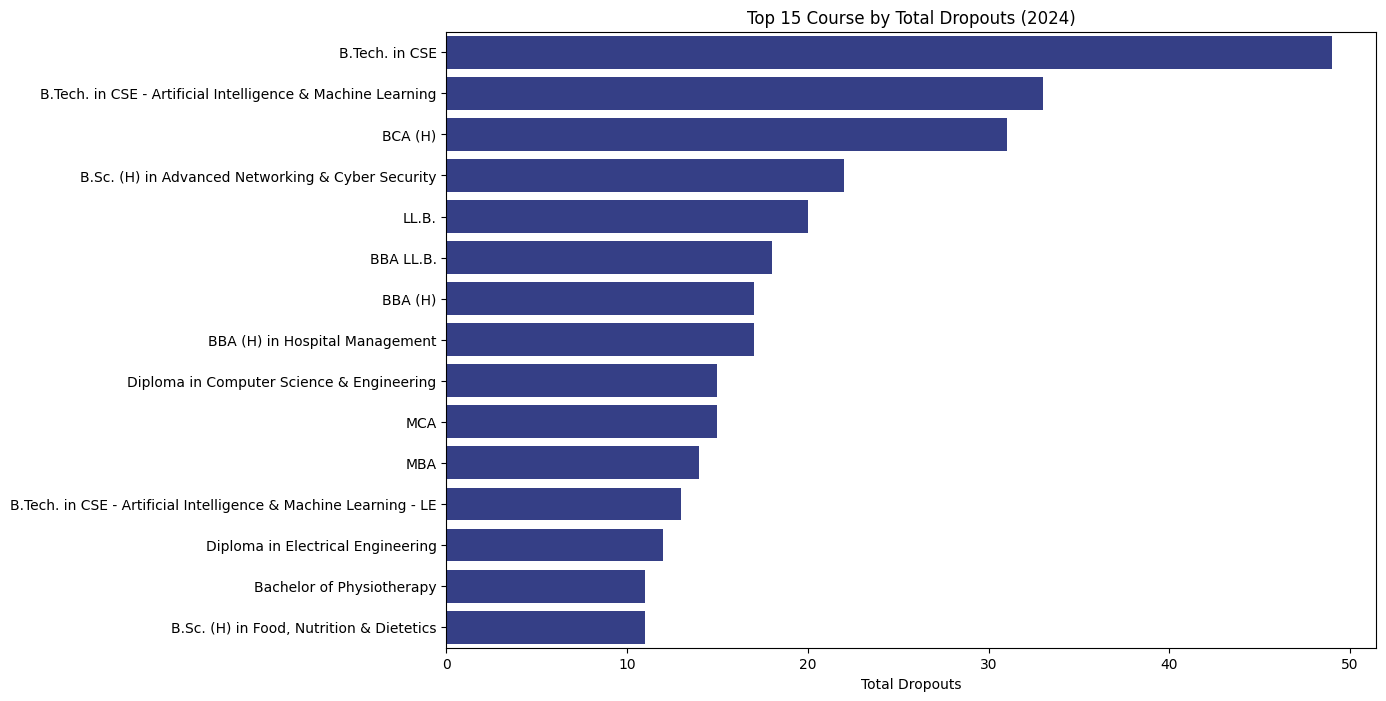 Top 15 Course by Total Dropouts (2024)
B.Tech. in CSE
B.Tech. in CSE - Artificial Intelligence & Machine Learning
BCA (H)
B.Sc. (H) in Advanced Networking & Cyber Security
LL.B.
BBA LL.B.
BBA (H)
BBA (H) in Hospital Management
Diploma in Computer Science & Engineering
MCA
MBA
B.Tech. in CSE - Artificial Intelligence & Machine Learning - LE
Diploma in Electrical Engineering
Bachelor of Physiotherapy
B.Sc. (H) in Food, Nutrition & Dietetics
0 10 20 30 40 50
Total Dropouts